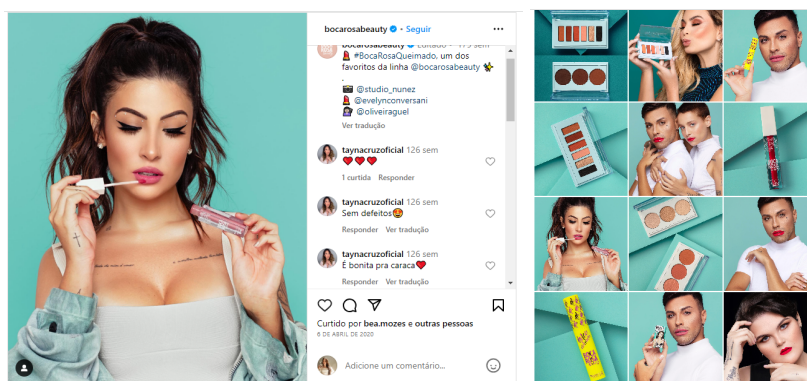 bocarosabeauty • Seguir
bocarosabeauty
#BocaRosaQueimado, um dos
favoritos da linha @bocarosabeauty
.
@studio_nunez
@evelynconversani
@oliveiraguel
Ver tradução
taynacruzoficial 126 sem
❤❤❤
1 curtida Responder
taynacruzoficial 126 sem
Sem defeitos😍
Responder Ver tradução
taynacruzoficial 126 sem
É bonita pra caraca❤
Responder Ver tradução
Curtido por bea.mozes e outras pessoas
6 DE ABRIL DE 2020
Adicione um comentário...